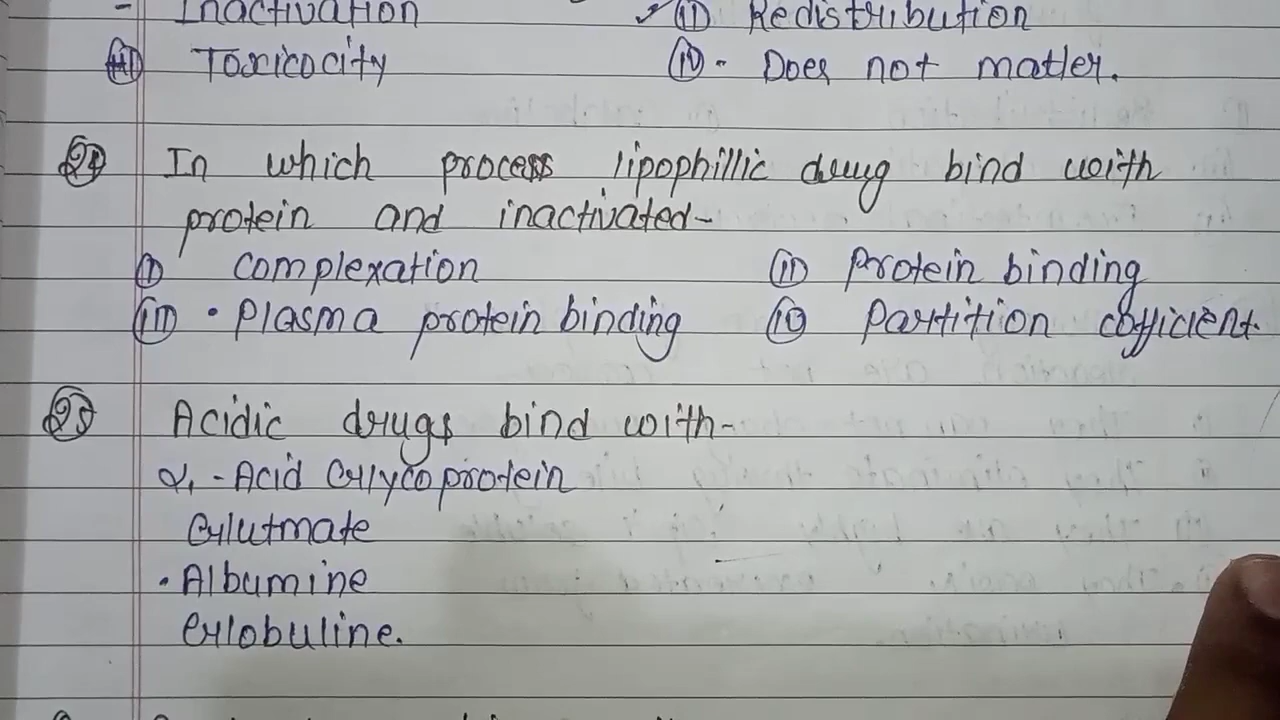 - Inactivation (II) Redistribution
(III) Toxicocity (IV) - Does not matter.
(24) In which process lipophillic drug bind with
protein and inactivated-
(I) complexation (II) protein binding
(III) • Plasma protein binding (IV) Partition cofficient.
(25) Acidic drugs bind with-
α1 - Acid Glycoprotein
Glutmate
• Albumine
Globuline.